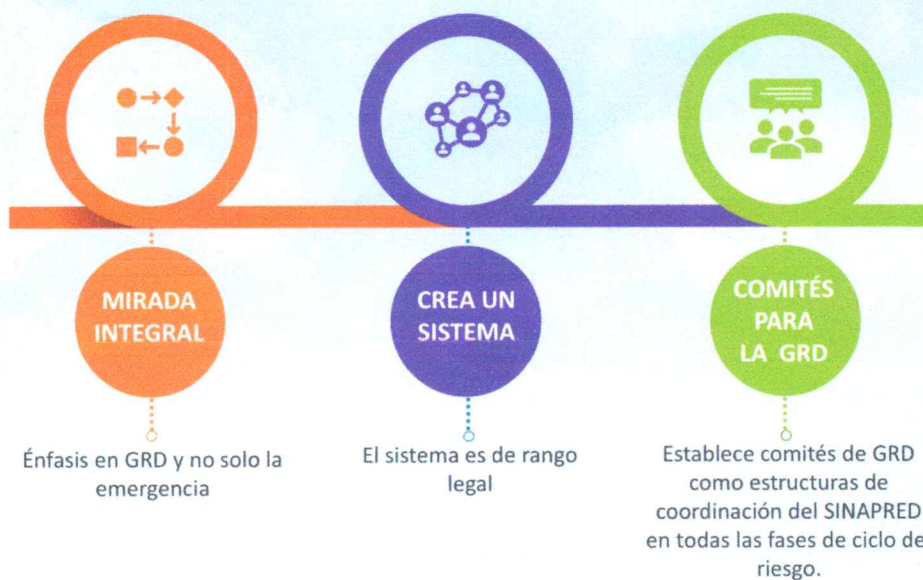 MIRADA
INTEGRAL
Énfasis en GRD y no solo la
emergencia
CREA UN
SISTEMA
El sistema es de rango
legal
COMITÉS
PARA
LA GRD
Establece comités de GRD
como estructuras de
coordinación del SINAPRED
en todas las fases de ciclo de
riesgo.